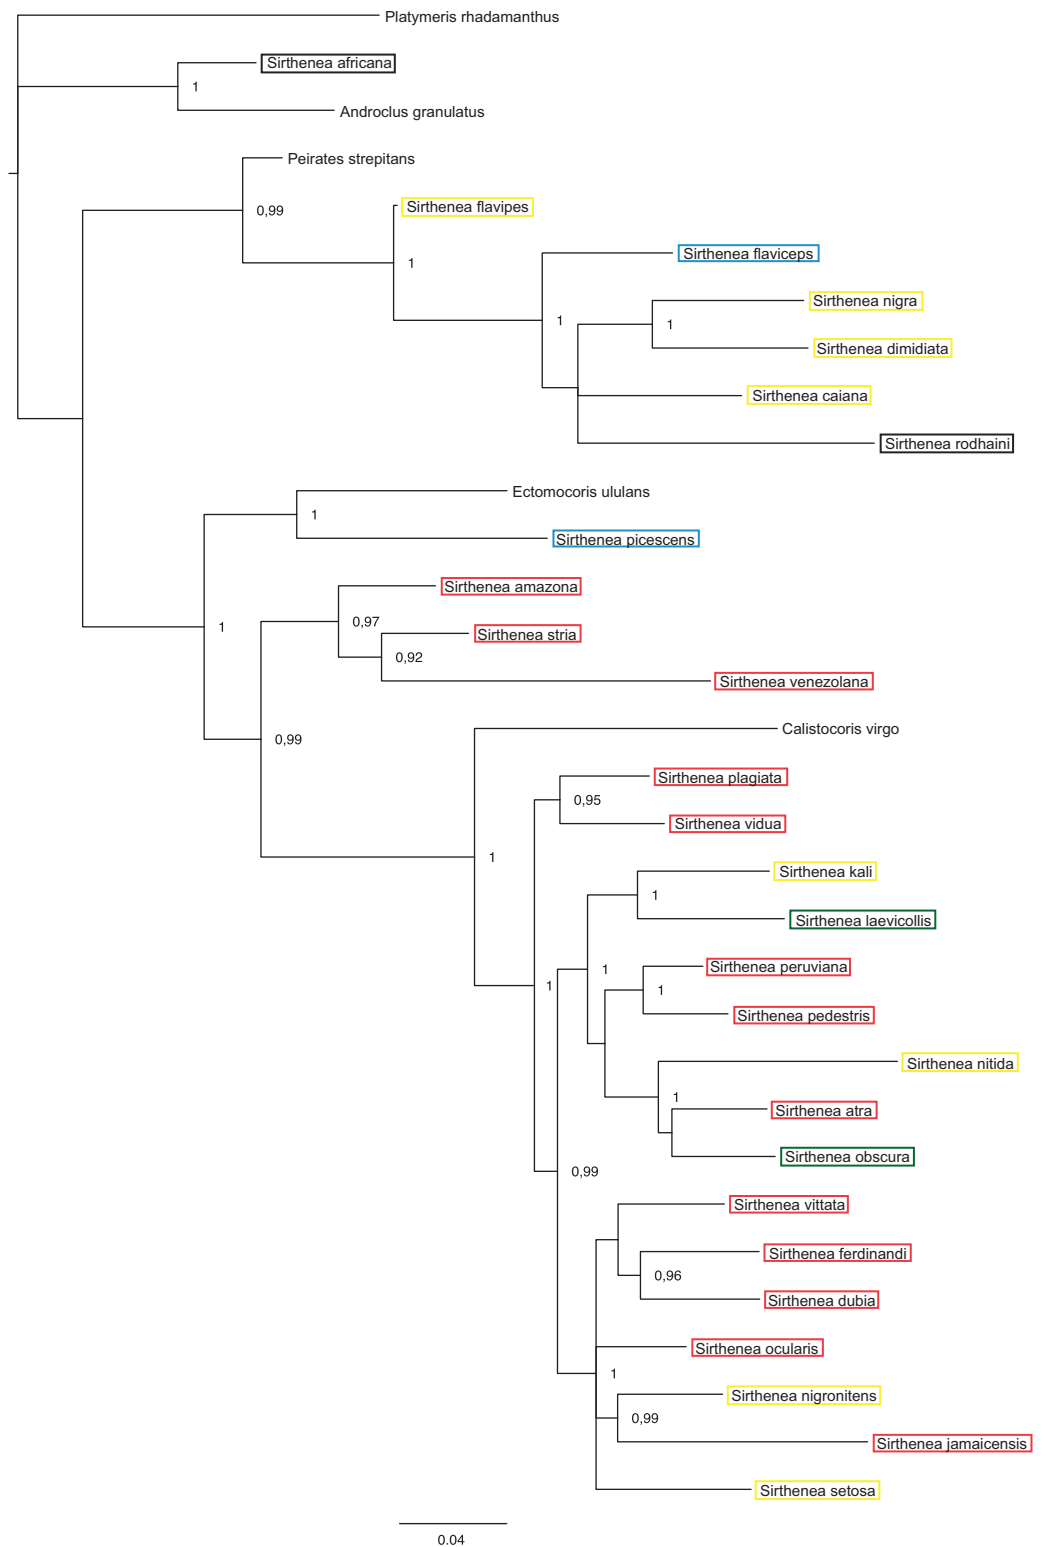 Platymeris rhadamanthus
Sirthenea africana
1
Androclus granulatus
Peirates strepitans
0,99
Sirthenea flavipes
1
Sirthenea flaviceps
Sirthenea nigra
1
1
Sirthenea dimidiata
Sirthenea caiana
Sirthenea rodhaini
Ectomocoris ululans
1
Sirthenea picescens
Sirthenea amazona
0,97
1
Sirthenea stria
0,92
Sirthenea venezolana
Calistocoris virgo
0,99
Sirthenea plagiata
0,95
Sirthenea vidua
1
Sirthenea kali
1
Sirthenea laevicollis
Sirthenea peruviana
1
1
1
Sirthenea pedestris
Sirthenea nitida
1
Sirthenea atra
Sirthenea obscura
0,99
Sirthenea vittata
Sirthenea ferdinandi
0,96
Sirthenea dubia
Sirthenea ocularis
1
Sirthenea nigronitens
0,99
Sirthenea jamaicensis
Sirthenea setosa
0.04